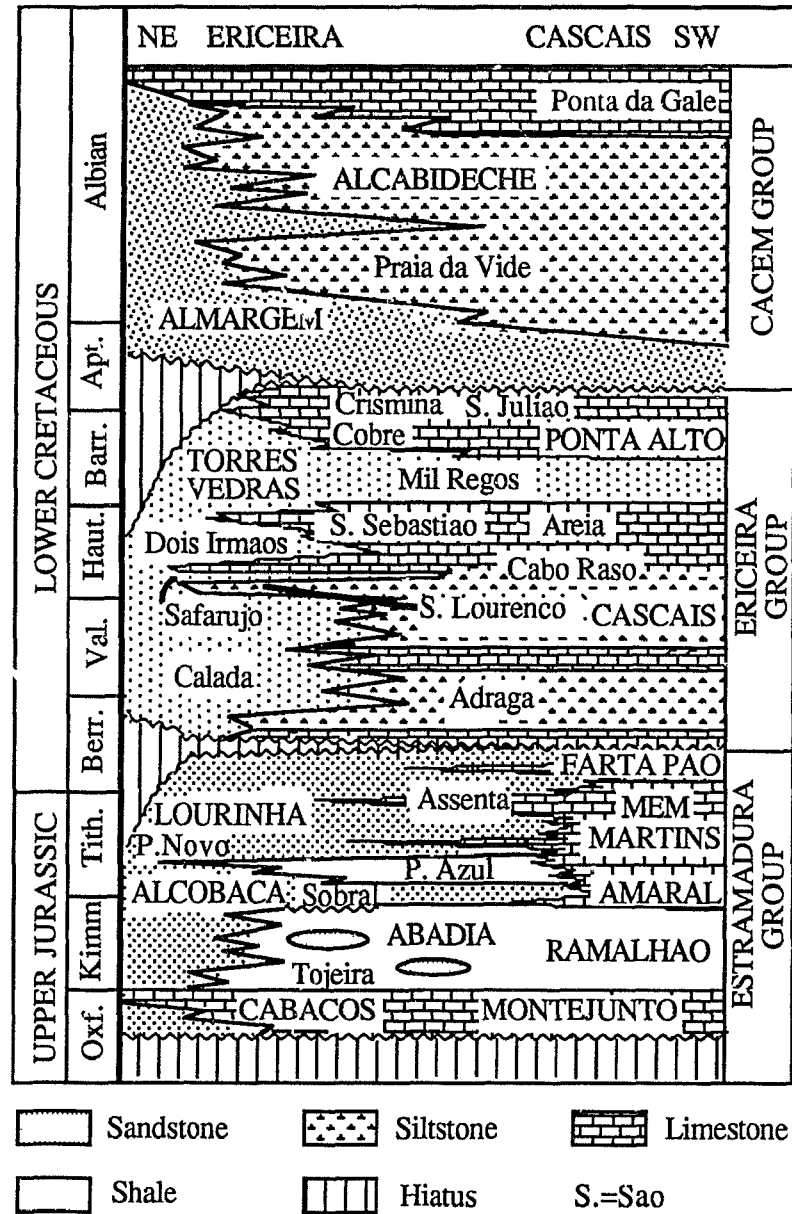 NE ERICEIRA CASCAIS SW
Ponta da Gale
ALCABIDECHE
Praia da Vide
Albian
CACEM GROUP
Apt.
LOWER CRETACEOUS
Crismina S. Juliao
Cobre PONTA ALTO
Barr.
TORRES
VEDRAS
Mil Regos
S. Sebastiao Areia
Haut.
Dois Irmaos
Cabo Raso
ERICEIRA
GROUP
Safarujo
S. Lourenco CASCAIS
Val.
Calada
Adraga
Berr.
FARTA PAO
LOURINHA
Assenta
MEM
MARTINS
P.Novo
P. Azul
Tith.
ALCOBACA
Sobral
AMARAL
ESTRAMADURA
GROUP
UPPER JURASSIC
Kimm
ABADIA
RAMALHAO
Tojeira
Oxf.
CABACOS MONTEJUNTO
Sandstone Siltstone Limestone
Shale Hiatus S.=Sao